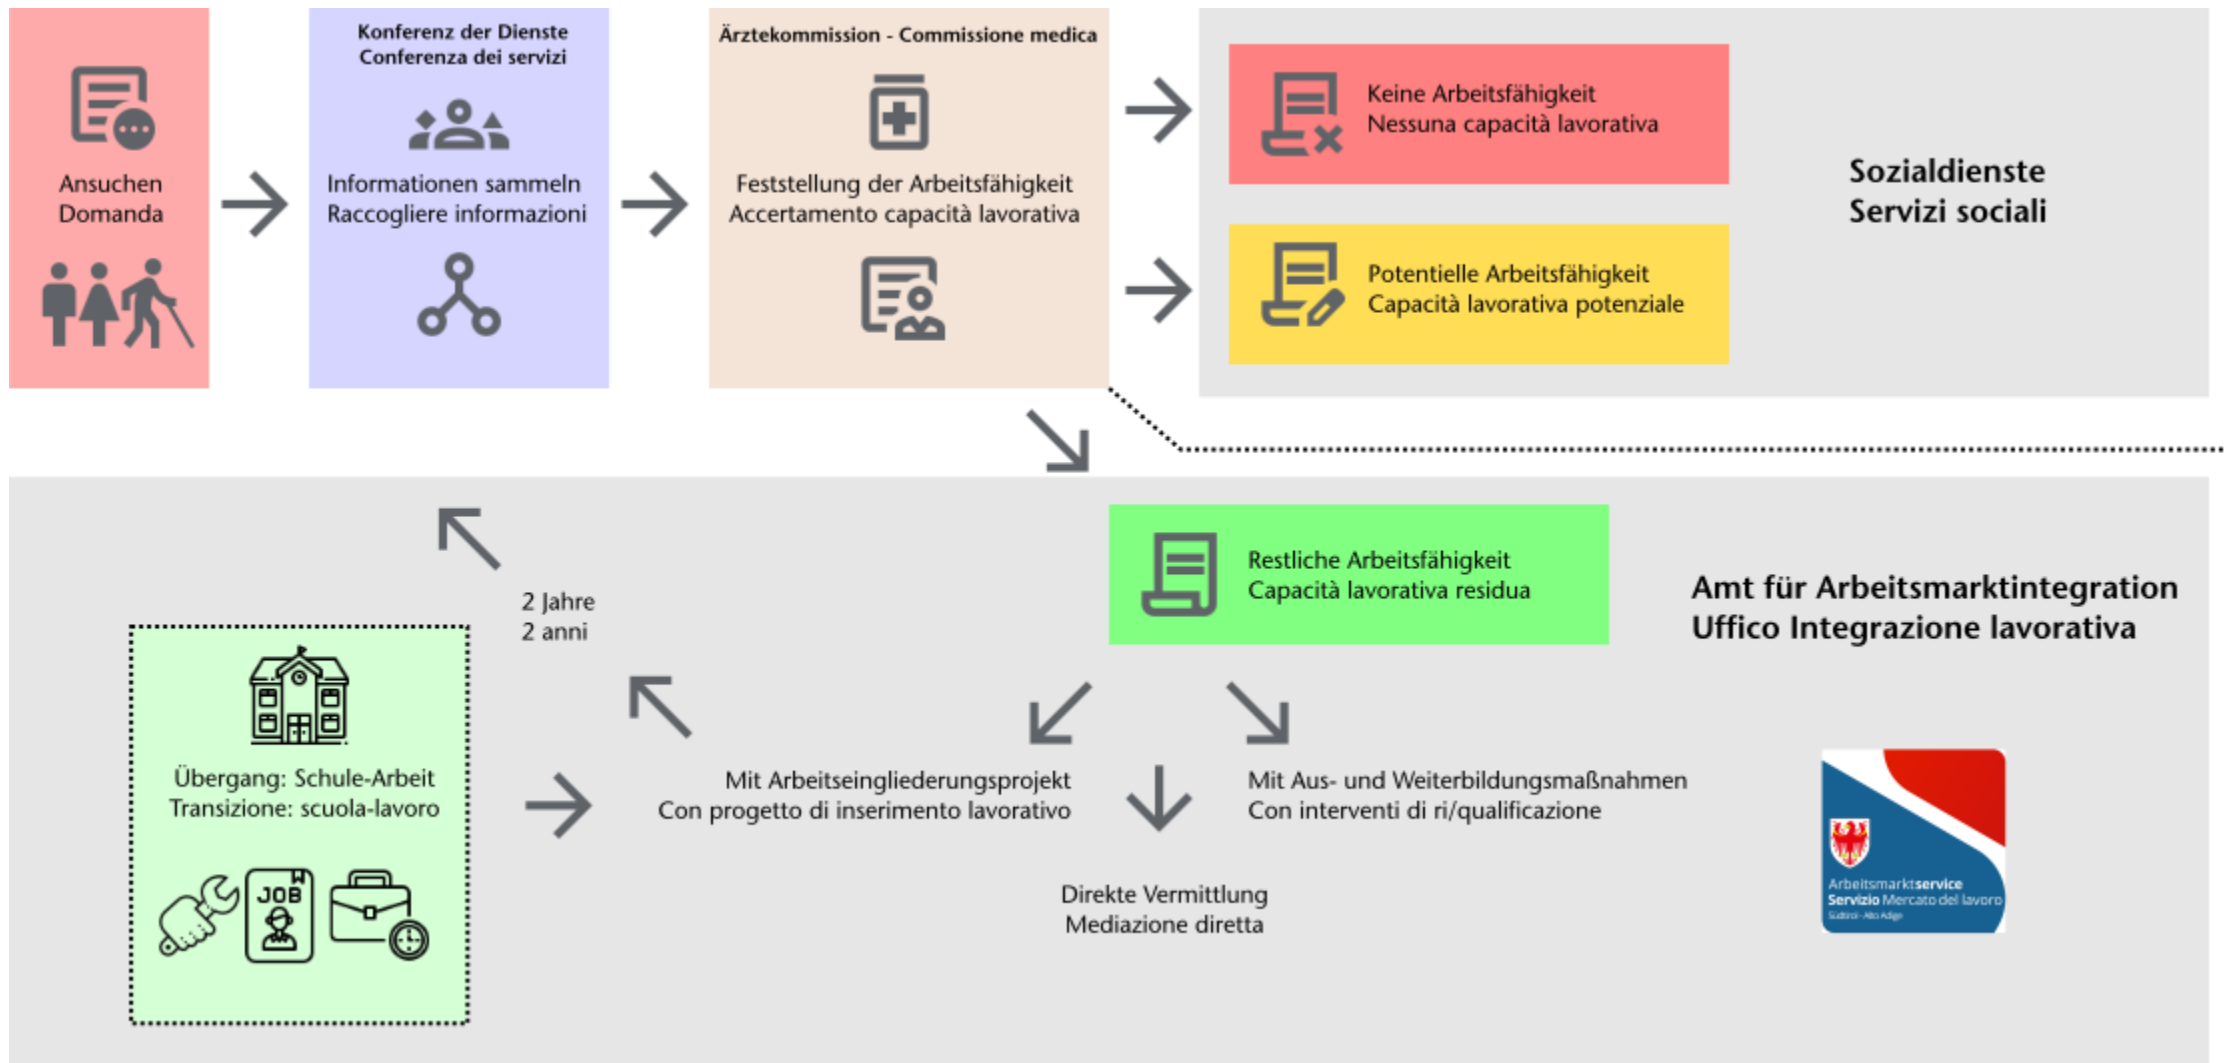 Ansuchen
Domanda
Konferenz der Dienste
Conferenza dei servizi
Informationen sammeln
Raccogliere informazioni
Ärztekommission - Commissione medica
Feststellung der Arbeitsfähigkeit
Accertamento capacità lavorativa
Keine Arbeitsfähigkeit
Nessuna capacità lavorativa
Potentielle Arbeitsfähigkeit
Capacità lavorativa potenziale
Sozialdienste
Servizi sociali
2 Jahre
2 anni
Restliche Arbeitsfähigkeit
Capacità lavorativa residua
Amt für Arbeitsmarktintegration
Uffico Integrazione lavorativa
Übergang: Schule-Arbeit
Transizione: scuola-lavoro
JOB
Mit Arbeitseingliederungsprojekt
Con progetto di inserimento lavorativo
Mit Aus- und Weiterbildungsmaßnahmen
Con interventi di ri/qualificazione
Direkte Vermittlung
Mediazione diretta
Arbeitsmarktservice
Servizio Mercato del lavoro
Südtirol - Alto Adige